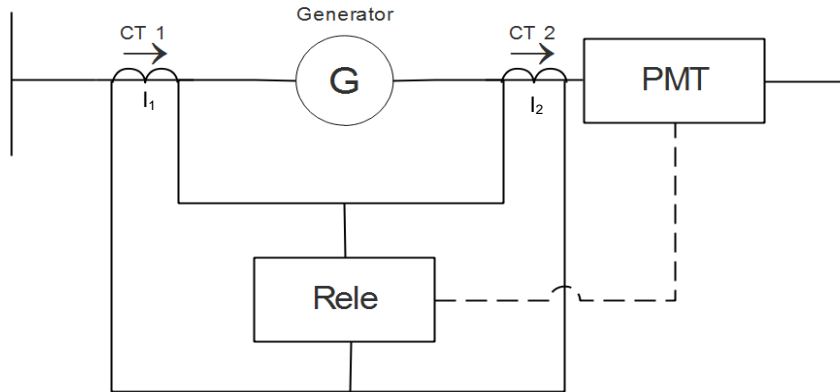 Generator
CT 1
CT 2
G
PMT
I₁
I₂
Rele